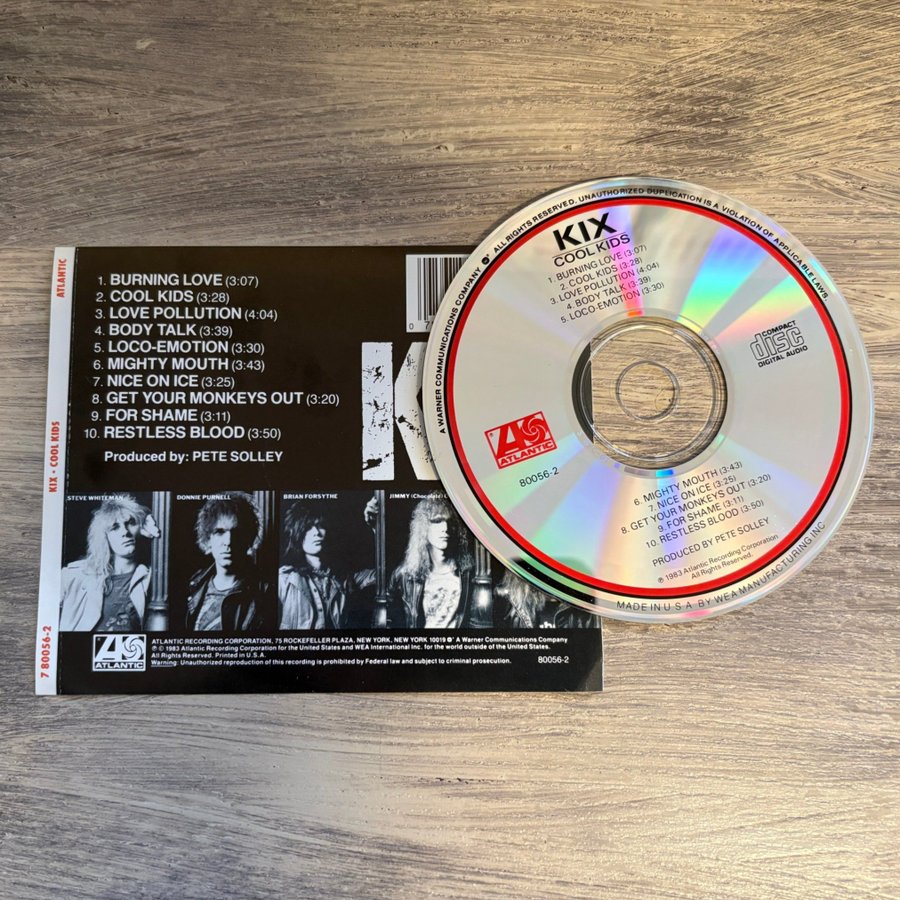 ATLANTIC
KIX • COOL KIDS
7 80056-2
1. BURNING LOVE (3:07)
2. COOL KIDS (3:28)
3. LOVE POLLUTION (4:04)
4. BODY TALK (3:39)
5. LOCO-EMOTION (3:30)
6. MIGHTY MOUTH (3:43)
7. NICE ON ICE (3:25)
8. GET YOUR MONKEYS OUT (3:20)
9. FOR SHAME (3:11)
10. RESTLESS BLOOD (3:50)
Produced by: PETE SOLLEY
0 7
STEVE WHITEMAN DONNIE PURNELL BRIAN FORSYTHE JIMMY (Chocolate)
ATLANTIC
ATLANTIC RECORDING CORPORATION, 75 ROCKEFELLER PLAZA, NEW YORK, NEW YORK 10019 A Warner Communications Company
℗ © 1983 Atlantic Recording Corporation for the United States and WEA International Inc. for the world outside of the United States.
All Rights Reserved. Printed in U.S.A.
Warning: Unauthorized reproduction of this recording is prohibited by Federal law and subject to criminal prosecution.
80056-2
A WARNER COMMUNICATIONS COMPANY ALL RIGHTS RESERVED. UNAUTHORIZED DUPLICATION IS A VIOLATION OF APPLICABLE LAWS.
KIX
COOL KIDS
1. BURNING LOVE (3:07)
2. COOL KIDS (3:28)
3. LOVE POLLUTION (4:04)
4. BODY TALK (3:39)
5. LOCO-EMOTION (3:30)
COMPACT
disc
DIGITAL AUDIO
ATLANTIC
80056-2
6. MIGHTY MOUTH (3:43)
7. NICE ON ICE (3:25)
8. GET YOUR MONKEYS OUT (3:20)
9. FOR SHAME (3:11)
10. RESTLESS BLOOD (3:50)
PRODUCED BY PETE SOLLEY
℗ 1983 Atlantic Recording Corporation
All Rights Reserved.
MADE IN U.S.A. BY WEA MANUFACTURING INC